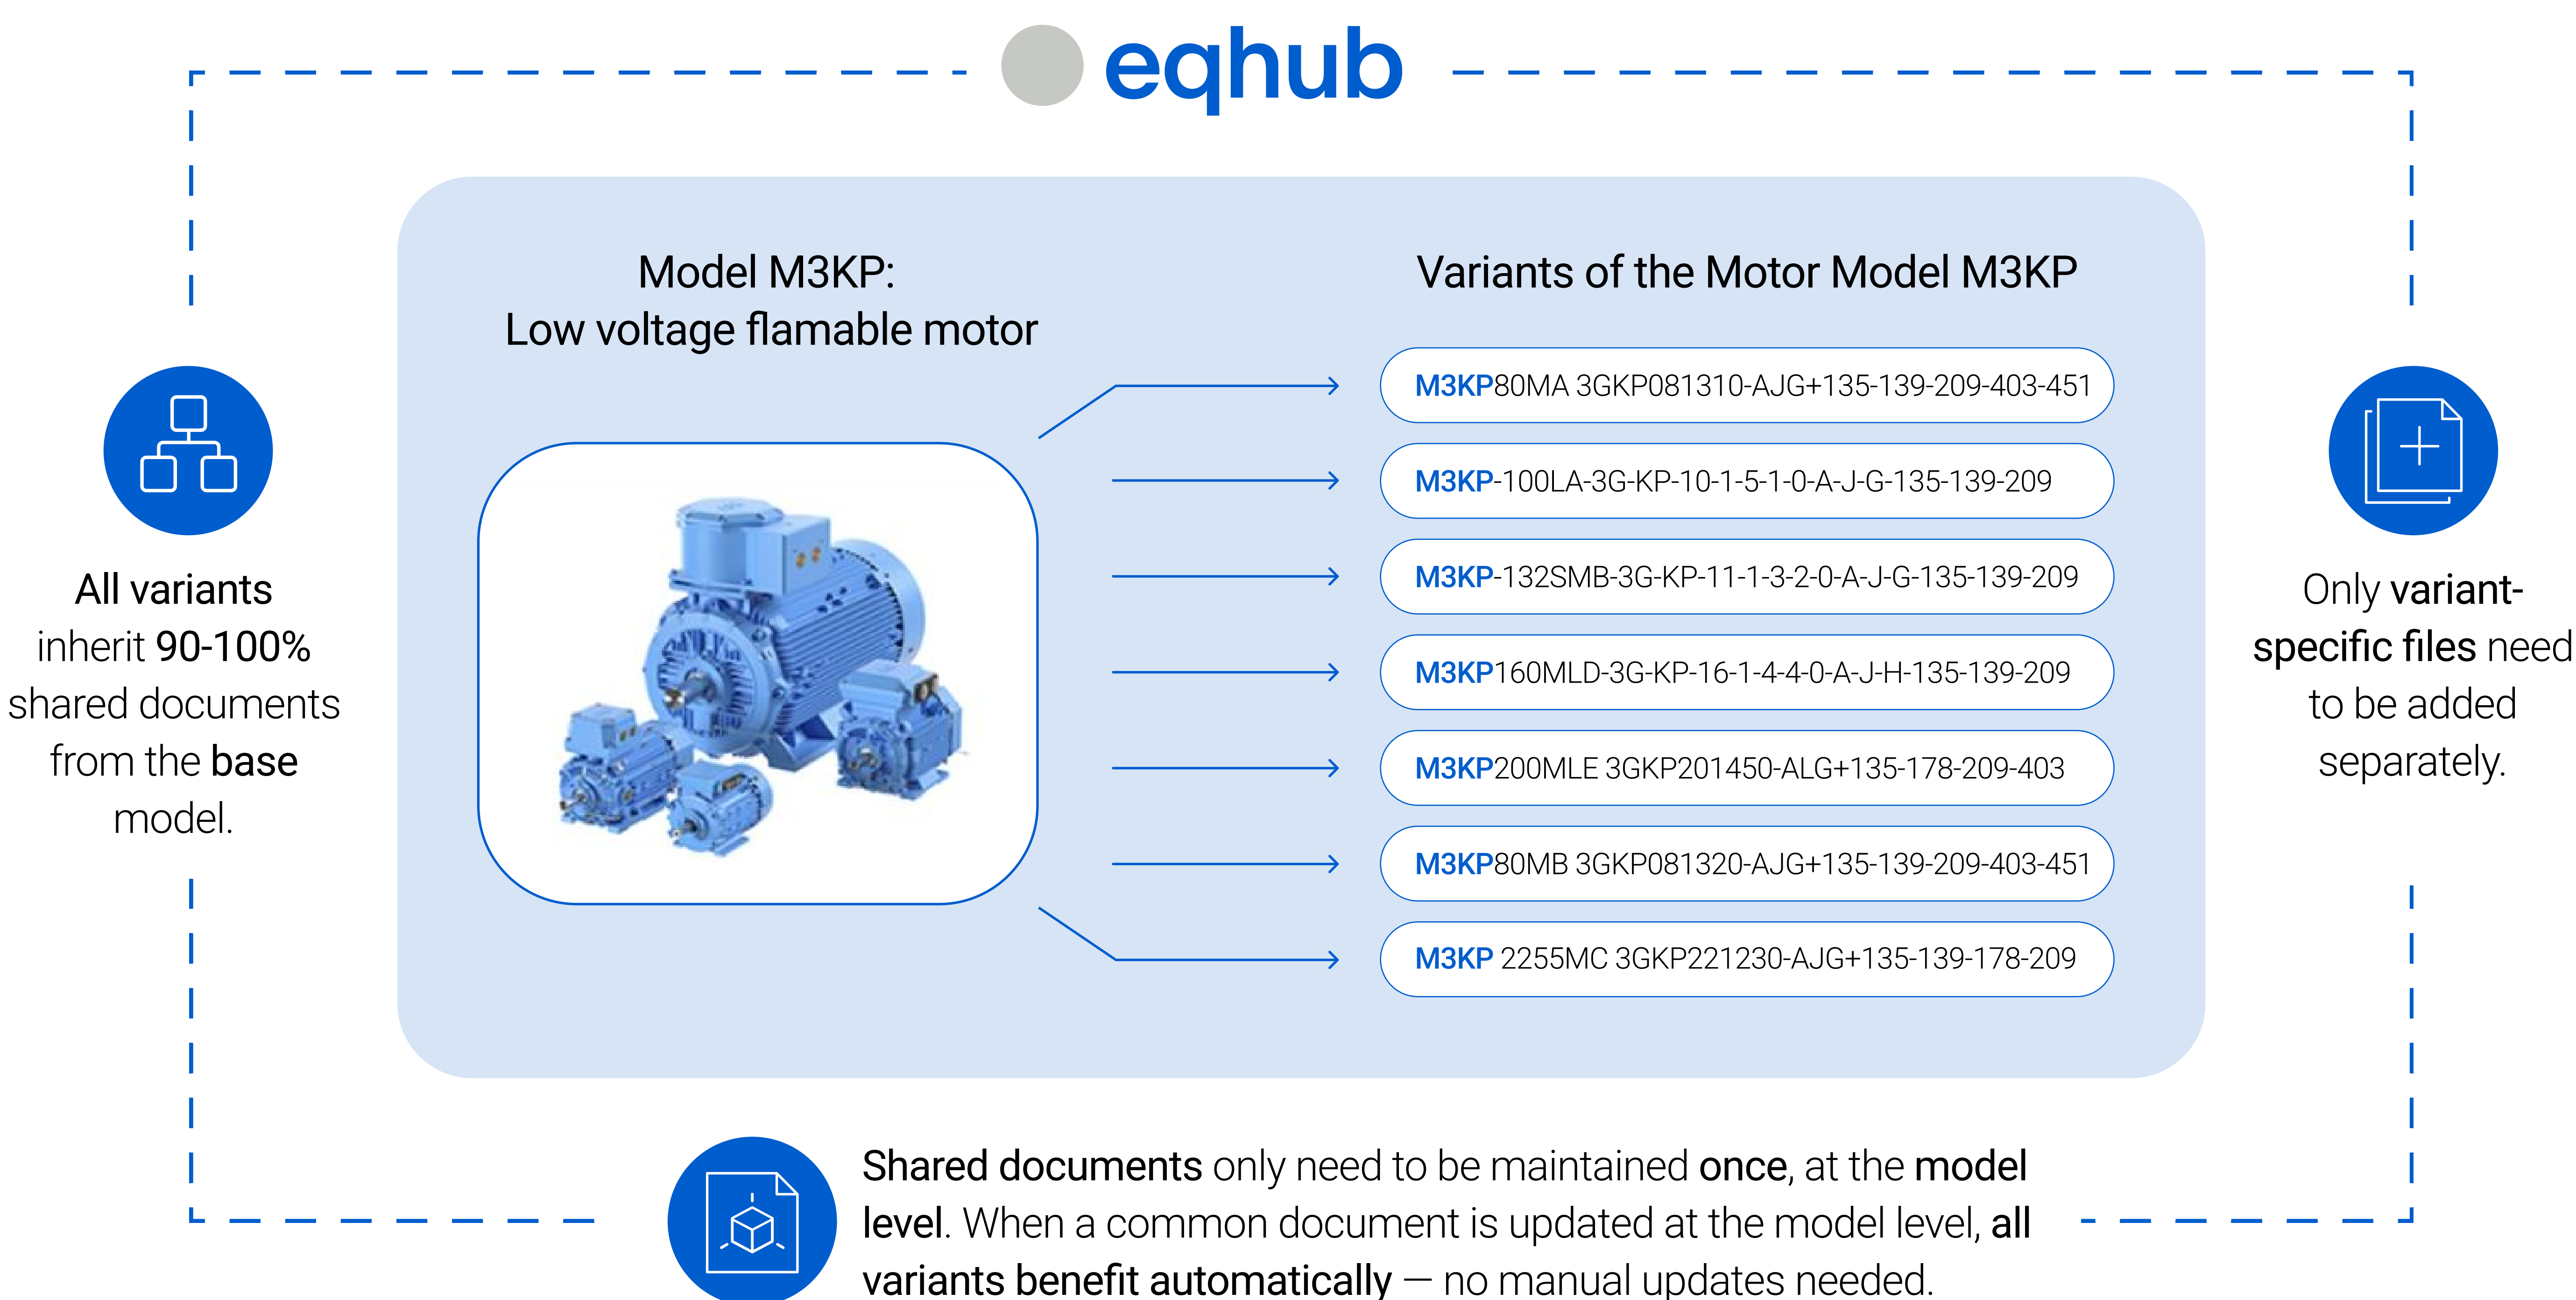 eqhub
Model M3KP:
Low voltage flamable motor
Variants of the Motor Model M3KP
M3KP80MA 3GKP081310-AJG+135-139-209-403-451
M3KP-100LA-3G-KP-10-1-5-1-0-A-J-G-135-139-209
M3KP-132SMB-3G-KP-11-1-3-2-0-A-J-G-135-139-209
M3KP160MLD-3G-KP-16-1-4-4-0-A-J-H-135-139-209
M3KP200MLE 3GKP201450-ALG+135-178-209-403
M3KP80MB 3GKP081320-AJG+135-139-209-403-451
M3KP 2255MC 3GKP221230-AJG+135-139-178-209
All variants
inherit 90-100%
shared documents
from the base
model.
Only variant-
specific files need
to be added
separately.
Shared documents only need to be maintained once, at the model
level. When a common document is updated at the model level, all
variants benefit automatically — no manual updates needed.